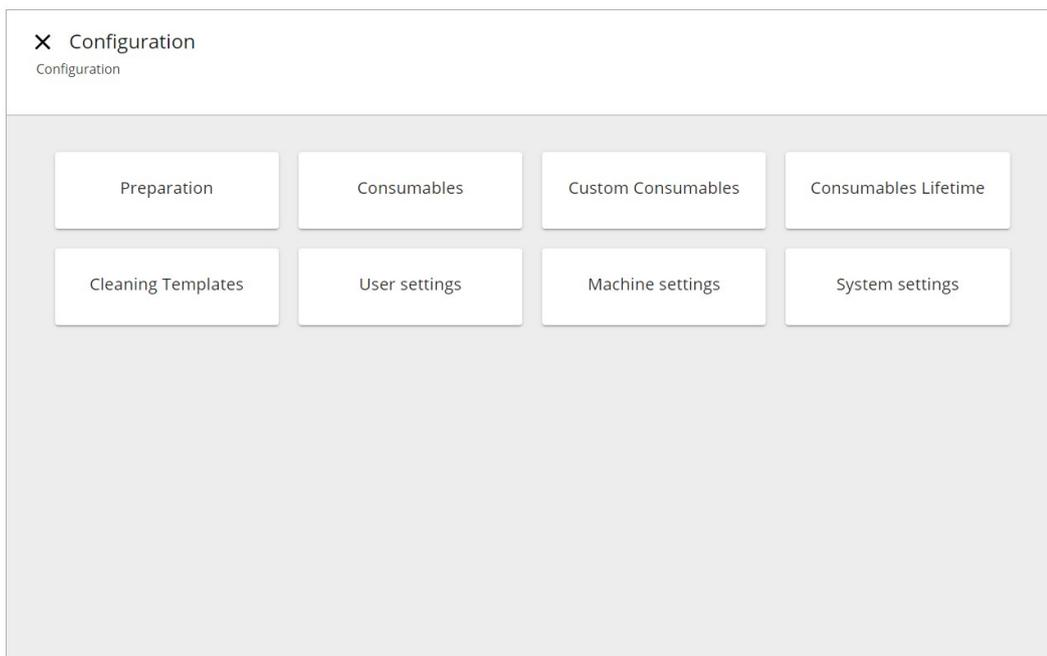 Configuration
Configuration
Preparation
Consumables
Custom Consumables
Consumables Lifetime
Cleaning Templates
User settings
Machine settings
System settings